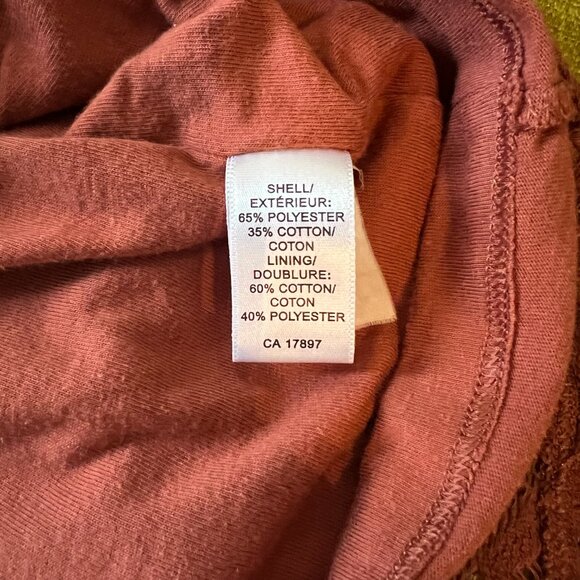 SHELL/
EXTÉRIEUR:
65% POLYESTER
35% COTTON/
COTON
LINING/
DOUBLURE:
60% COTTON/
COTON
40% POLYESTER
CA 17897